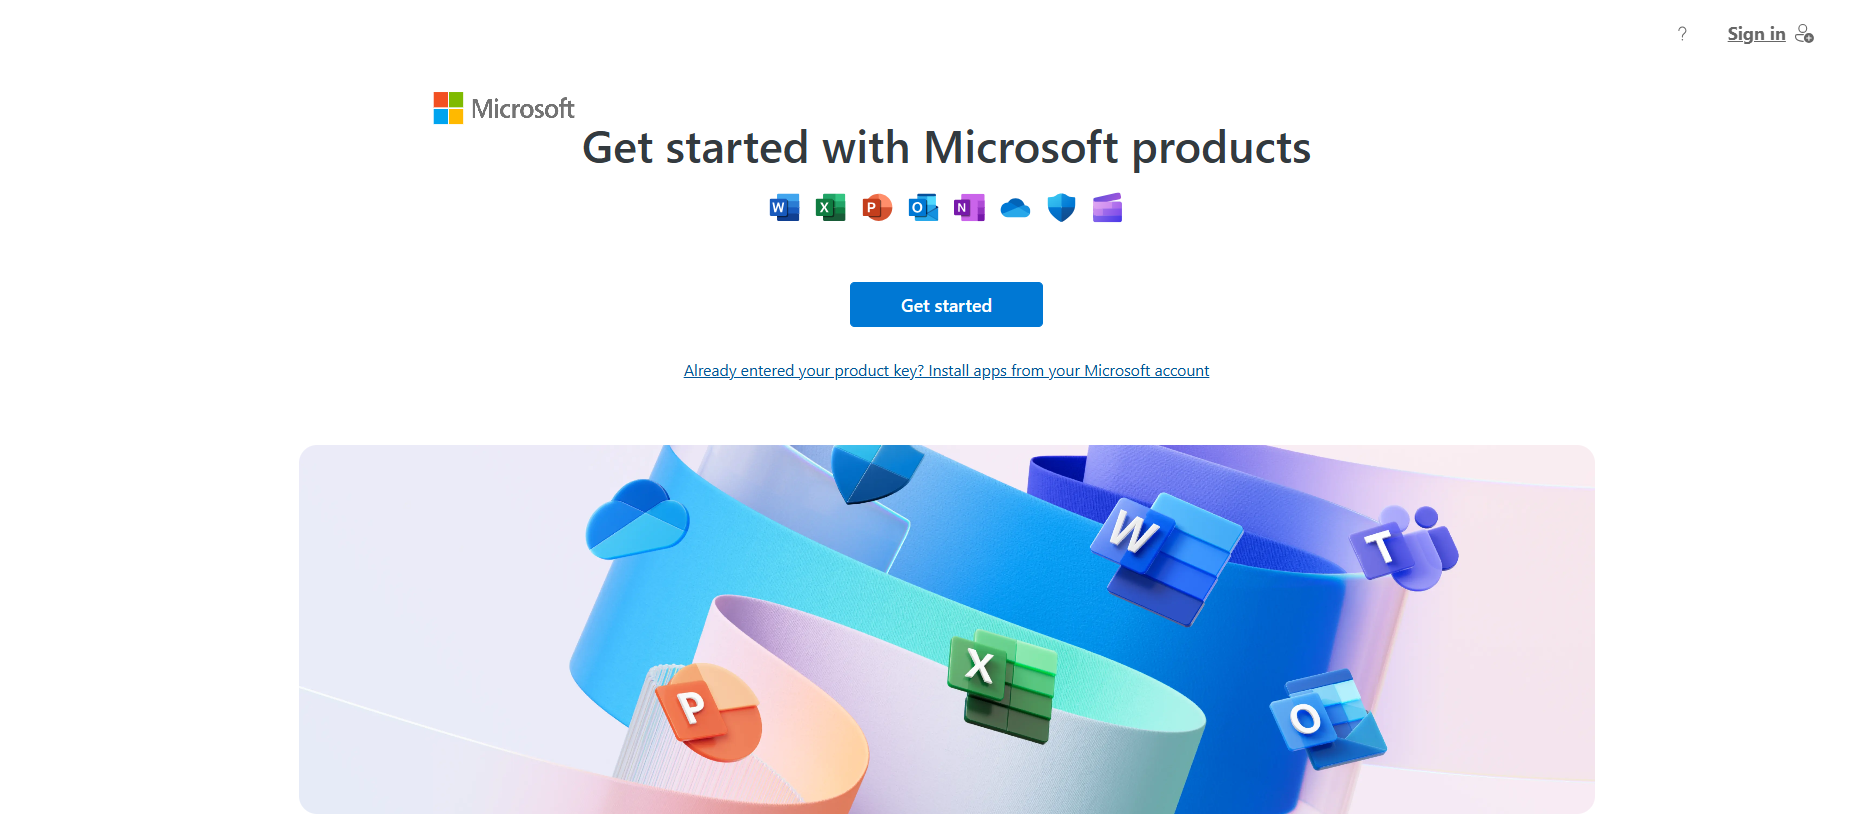 ?
Sign in
Microsoft
Get started with Microsoft products
W X P O N
Get started
Already entered your product key? Install apps from your Microsoft account
W
T
X
P
O